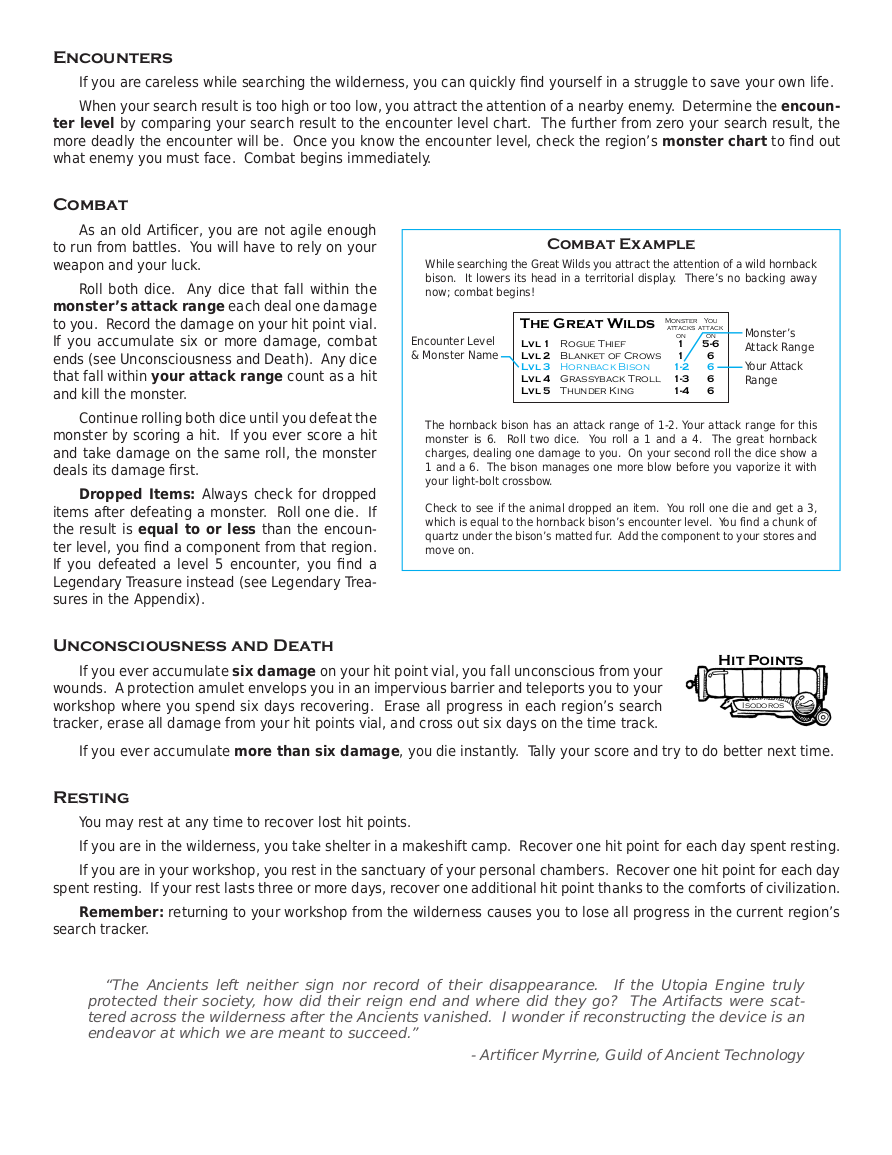 Encounters
If you are careless while searching the wilderness, you can quickly find yourself in a struggle to save your own life.
When your search result is too high or too low, you attract the attention of a nearby enemy. Determine the encoun-
ter level by comparing your search result to the encounter level chart. The further from zero your search result, the
more deadly the encounter will be. Once you know the encounter level, check the region's monster chart to find out
what enemy you must face. Combat begins immediately.
Combat
As an old Artificer, you are not agile enough
to run from battles. You will have to rely on your
weapon and your luck.
Roll both dice. Any dice that fall within the
monster's attack range each deal one damage
to you. Record the damage on your hit point vial.
If you accumulate six or more damage, combat
ends (see Unconsciousness and Death). Any dice
that fall within your attack range count as a hit
and kill the monster.
Continue rolling both dice until you defeat the
monster by scoring a hit. If you ever score a hit
and take damage on the same roll, the monster
deals its damage first.
Dropped Items: Always check for dropped
items after defeating a monster. Roll one die. If
the result is equal to or less than the encoun-
ter level, you find a component from that region.
If you defeated a level 5 encounter, you find a
Legendary Treasure instead (see Legendary Trea-
sures in the Appendix).
Combat Example
While searching the Great Wilds you attract the attention of a wild hornback
bison. It lowers its head in a territorial display. There's no backing away
now; combat begins!
Encounter Level
& Monster Name
The Great Wilds
Monster attacks on
You attack on
Lvl 1 Rogue Thief 1 5-6
Lvl 2 Blanket of Crows 1 6
Lvl 3 Hornback Bison 1-2 6
Lvl 4 Grassyback Troll 1-3 6
Lvl 5 Thunder King 1-4 6
Monster's
Attack Range
Your Attack
Range
The hornback bison has an attack range of 1-2. Your attack range for this
monster is 6. Roll two dice. You roll a 1 and a 4. The great hornback
charges, dealing one damage to you. On your second roll the dice show a
1 and a 6. The bison manages one more blow before you vaporize it with
your light-bolt crossbow.
Check to see if the animal dropped an item. You roll one die and get a 3,
which is equal to the hornback bison's encounter level. You find a chunk of
quartz under the bison's matted fur. Add the component to your stores and
move on.
Unconsciousness and Death
If you ever accumulate six damage on your hit point vial, you fall unconscious from your
wounds. A protection amulet envelops you in an impervious barrier and teleports you to your
workshop where you spend six days recovering. Erase all progress in each region's search
tracker, erase all damage from your hit points vial, and cross out six days on the time track.
Hit Points
Isodoros
If you ever accumulate more than six damage, you die instantly. Tally your score and try to do better next time.
Resting
You may rest at any time to recover lost hit points.
If you are in the wilderness, you take shelter in a makeshift camp. Recover one hit point for each day spent resting.
If you are in your workshop, you rest in the sanctuary of your personal chambers. Recover one hit point for each day
spent resting. If your rest lasts three or more days, recover one additional hit point thanks to the comforts of civilization.
Remember: returning to your workshop from the wilderness causes you to lose all progress in the current region's
search tracker.
“The Ancients left neither sign nor record of their disappearance. If the Utopia Engine truly
protected their society, how did their reign end and where did they go? The Artifacts were scat-
tered across the wilderness after the Ancients vanished. I wonder if reconstructing the device is an
endeavor at which we are meant to succeed.”
- Artificer Myrrine, Guild of Ancient Technology